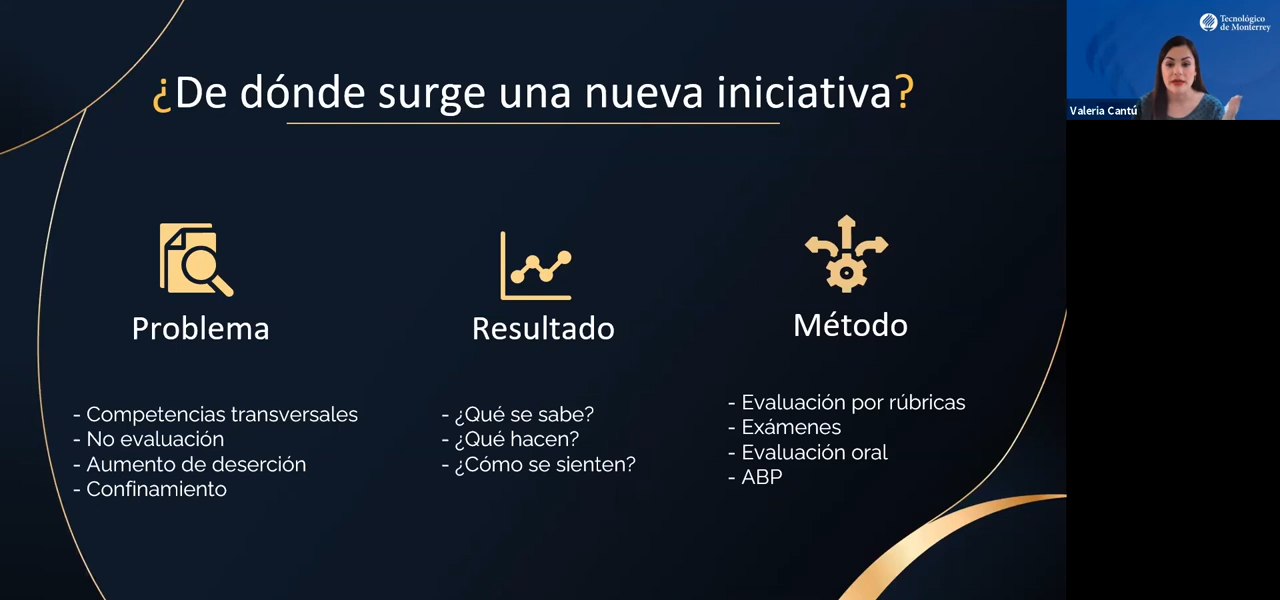 ¿De dónde surge una nueva iniciativa?
Problema
- Competencias transversales
- No evaluación
- Aumento de deserción
- Confinamiento
Resultado
- ¿Qué se sabe?
- ¿Qué hacen?
- ¿Cómo se sienten?
Método
- Evaluación por rúbricas
- Exámenes
- Evaluación oral
- ABP
Tecnológico
de Monterrey
Valeria Cantú